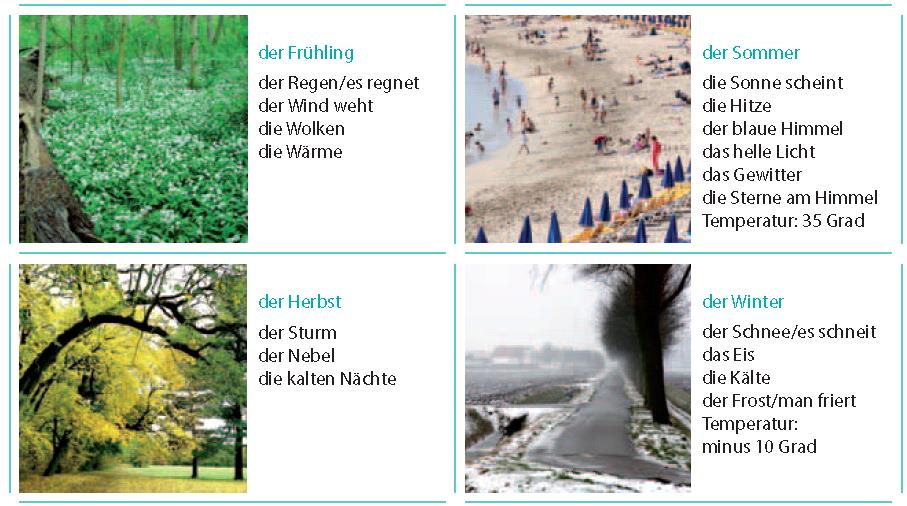 der Frühling
der Regen/es regnet
der Wind weht
die Wolken
die Wärme
der Sommer
die Sonne scheint
die Hitze
der blaue Himmel
das helle Licht
das Gewitter
die Sterne am Himmel
Temperatur: 35 Grad
der Herbst
der Sturm
der Nebel
die kalten Nächte
der Winter
der Schnee/es schneit
das Eis
die Kälte
der Frost/man friert
Temperatur:
minus 10 Grad